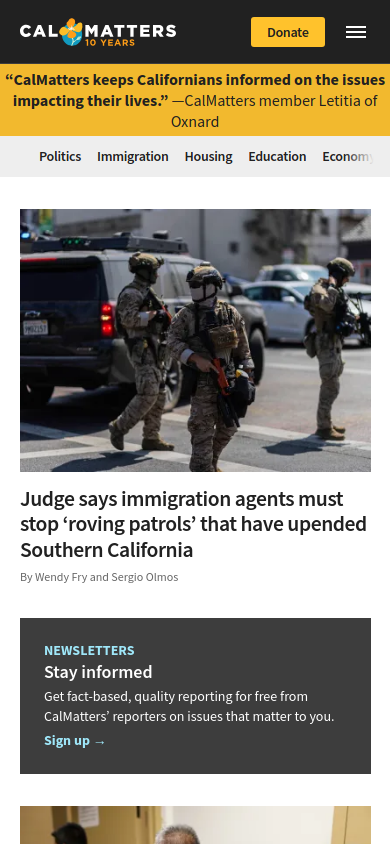 CALMATTERS
10 YEARS
Donate
“CalMatters keeps Californians informed on the issues
impacting their lives.” —CalMatters member Letitia of
Oxnard
Politics Immigration Housing Education Economy
Judge says immigration agents must
stop ‘roving patrols’ that have upended
Southern California
By Wendy Fry and Sergio Olmos
NEWSLETTERS
Stay informed
Get fact-based, quality reporting for free from
CalMatters’ reporters on issues that matter to you.
Sign up →